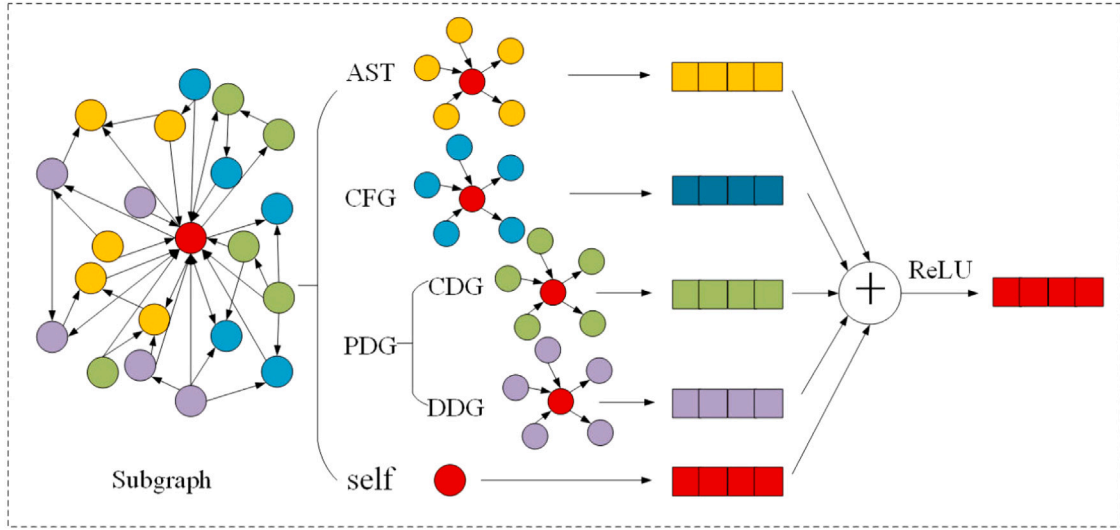 AST
CFG
CDG
PDG
DDG
self
Subgraph
ReLU
+